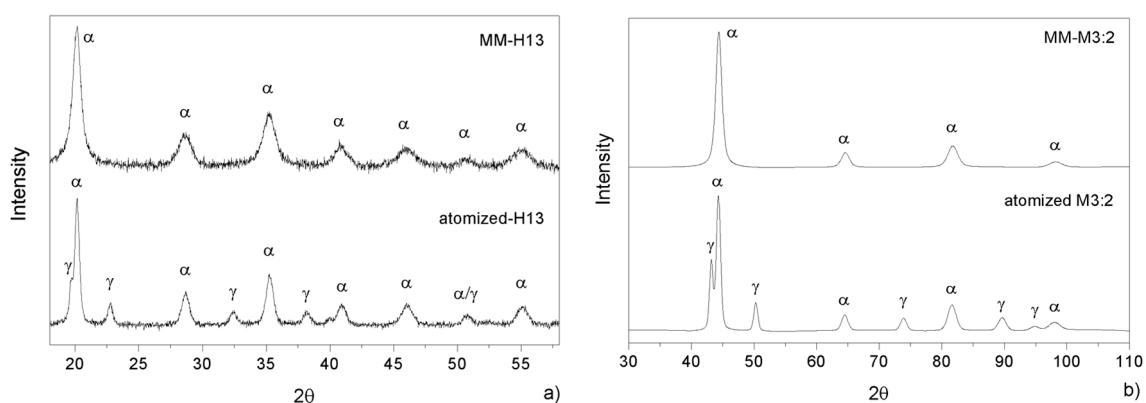 α
MM-H13
α
α
α
α
α
α
Intensity
α
atomized-H13
γ
γ
α
γ
α
γ
α
α
α/γ
α
20 25 30 35 40 45 50 55
2θ
a)
α
MM-M3:2
α
α
α
Intensity
α
atomized M3:2
γ
γ
α
γ
α
γ
γ
α
30 40 50 60 70 80 90 100 110
2θ
b)